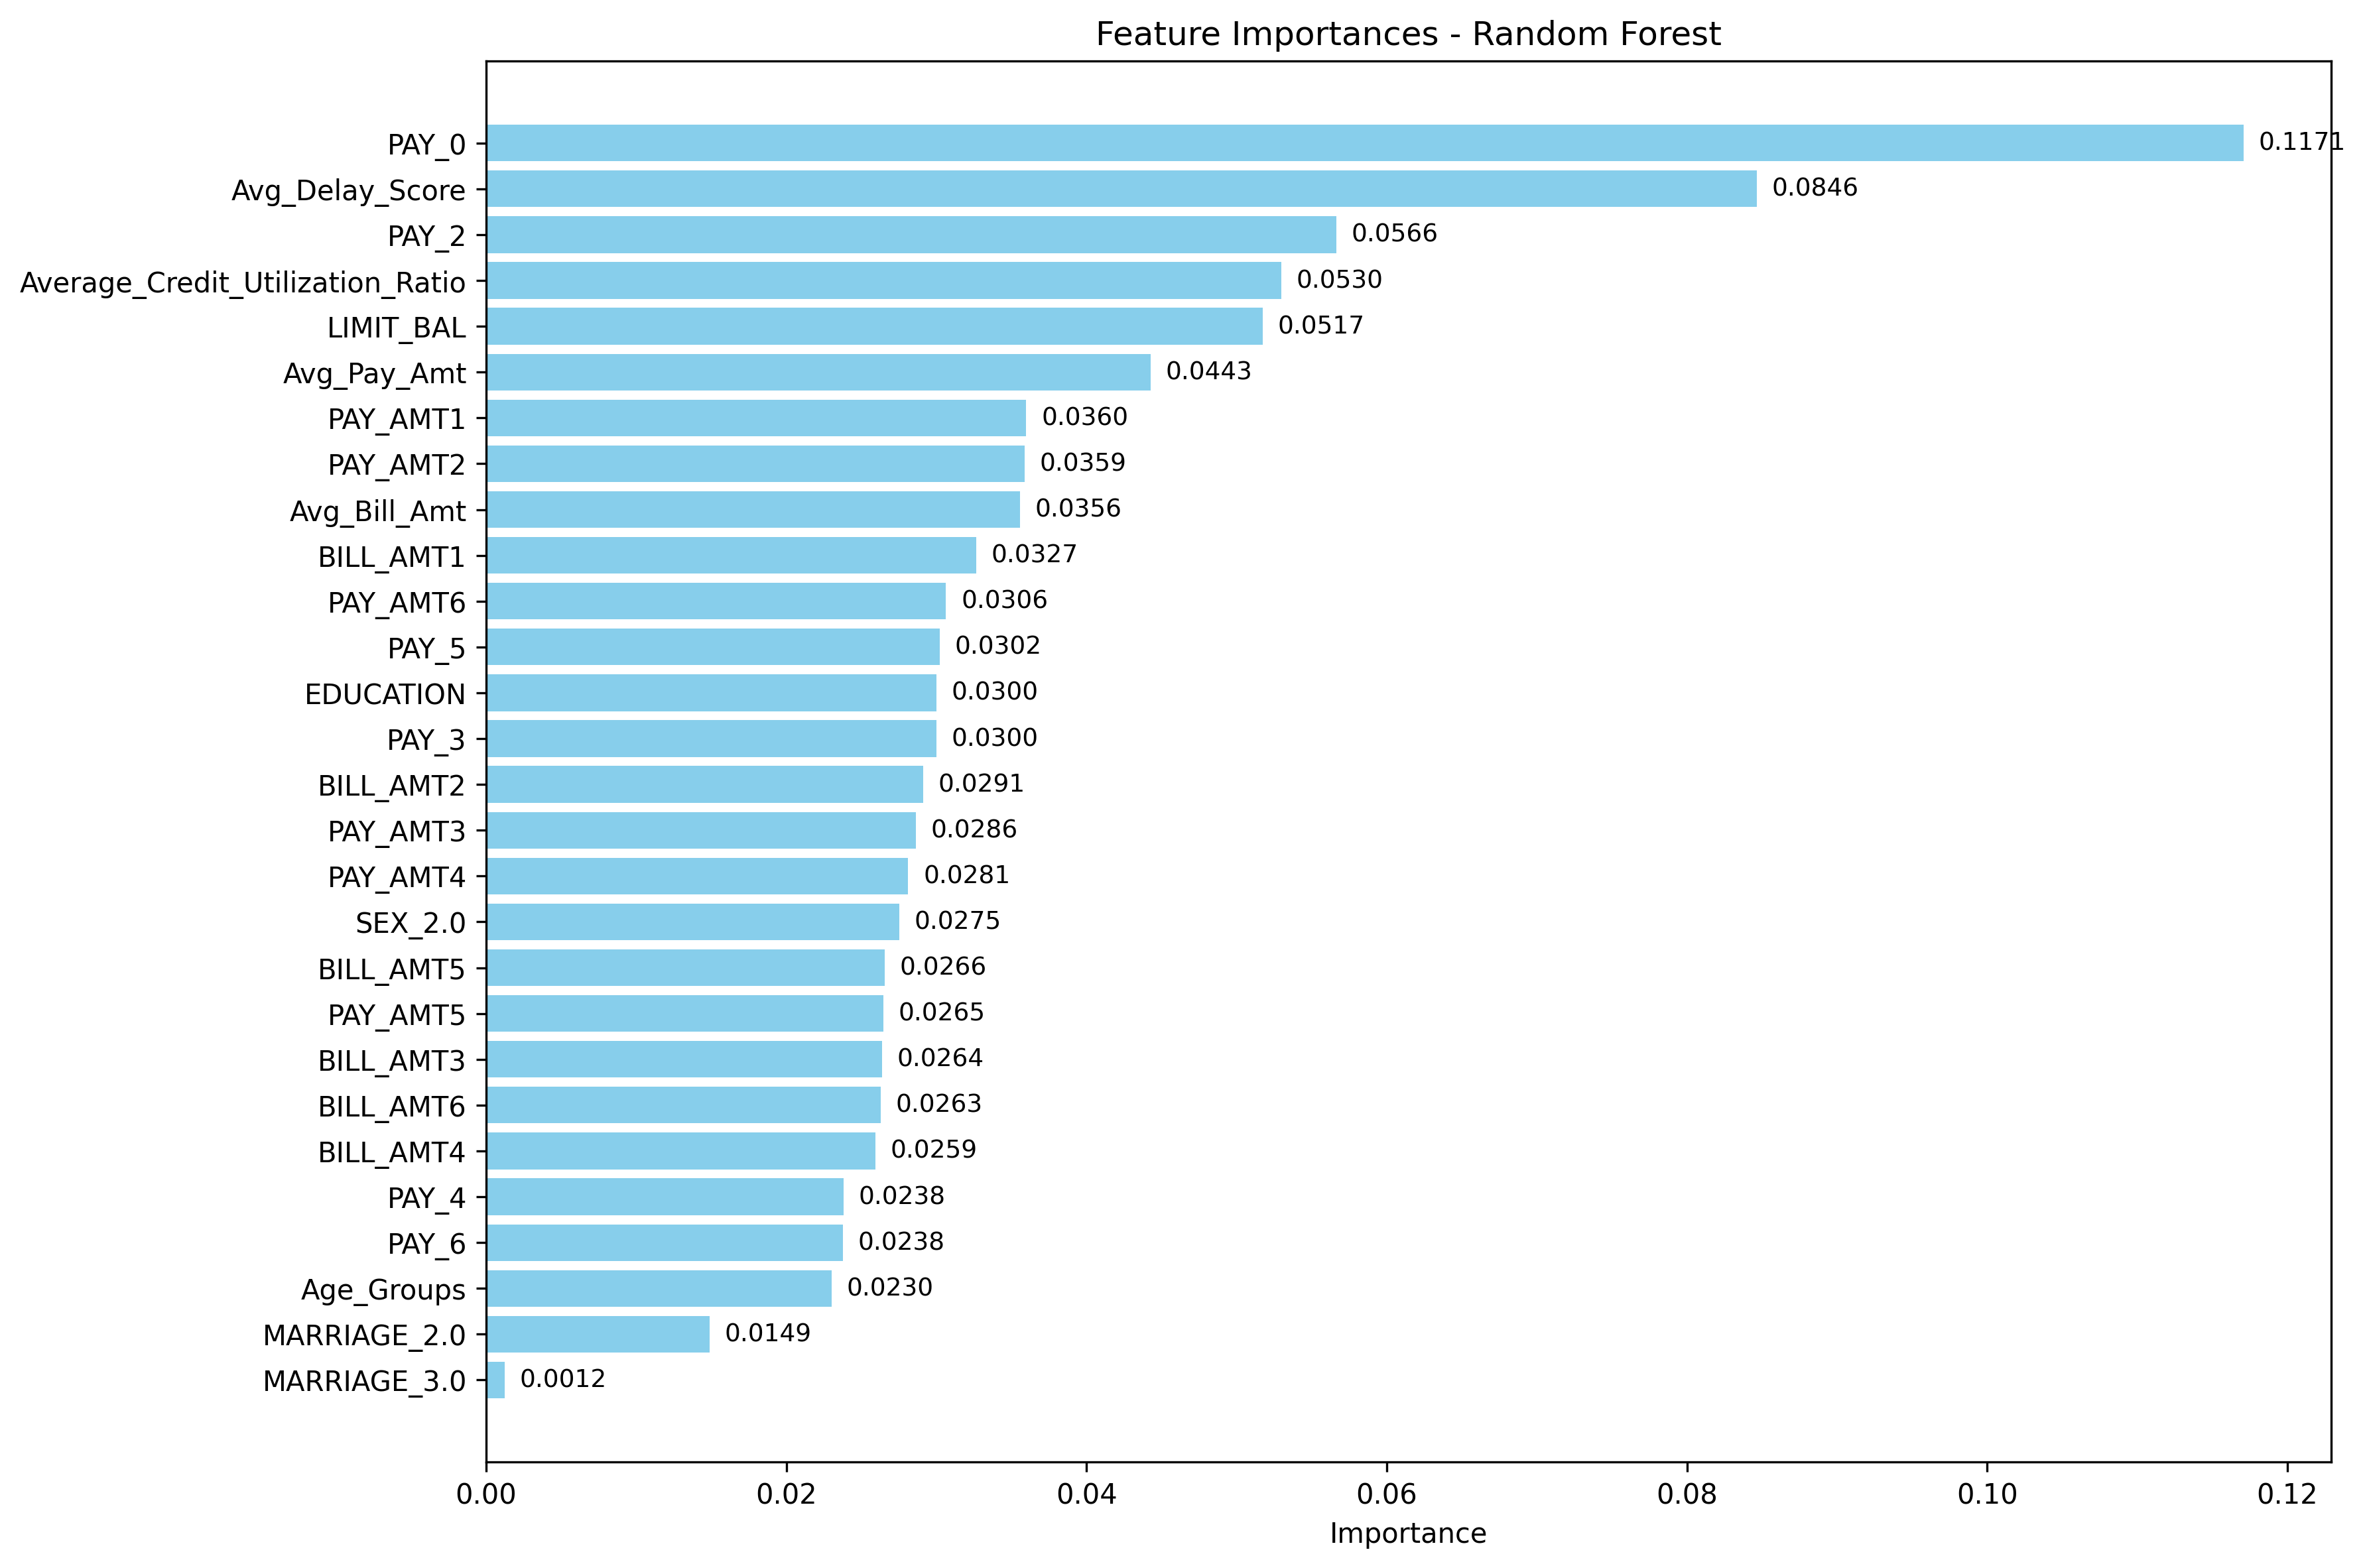 Feature Importances - Random Forest
PAY_0 0.1171
Avg_Delay_Score 0.0846
PAY_2 0.0566
Average_Credit_Utilization_Ratio 0.0530
LIMIT_BAL 0.0517
Avg_Pay_Amt 0.0443
PAY_AMT1 0.0360
PAY_AMT2 0.0359
Avg_Bill_Amt 0.0356
BILL_AMT1 0.0327
PAY_AMT6 0.0306
PAY_5 0.0302
EDUCATION 0.0300
PAY_3 0.0300
BILL_AMT2 0.0291
PAY_AMT3 0.0286
PAY_AMT4 0.0281
SEX_2.0 0.0275
BILL_AMT5 0.0266
PAY_AMT5 0.0265
BILL_AMT3 0.0264
BILL_AMT6 0.0263
BILL_AMT4 0.0259
PAY_4 0.0238
PAY_6 0.0238
Age_Groups 0.0230
MARRIAGE_2.0 0.0149
MARRIAGE_3.0 0.0012
0.00 0.02 0.04 0.06 0.08 0.10 0.12
Importance